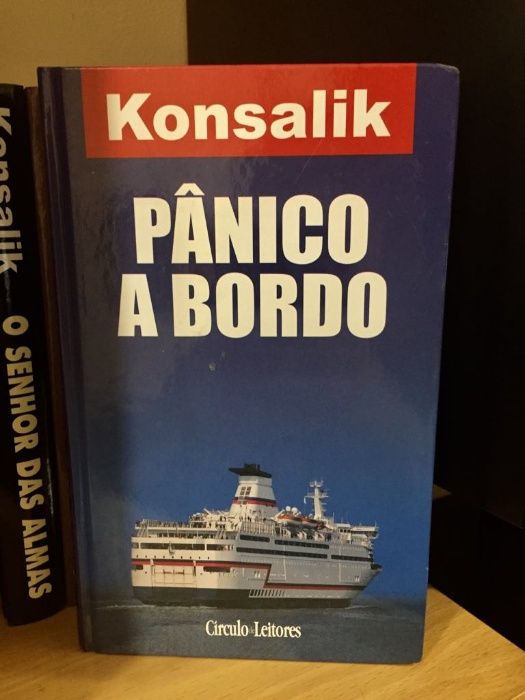 Konsalik
PÂNICO
A BORDO
Círculo de Leitores
Konsalik O SENHOR DAS ALMAS